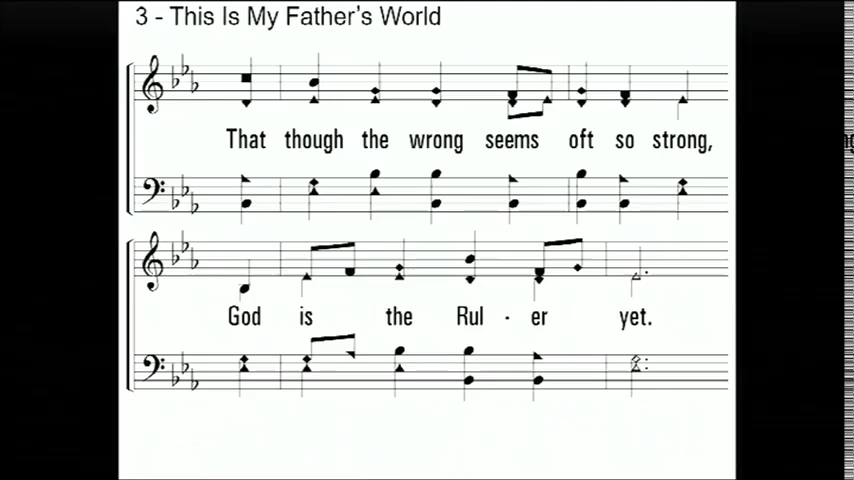 3 - This Is My Father's World
That though the wrong seems oft so strong,
God is the Rul - er yet.